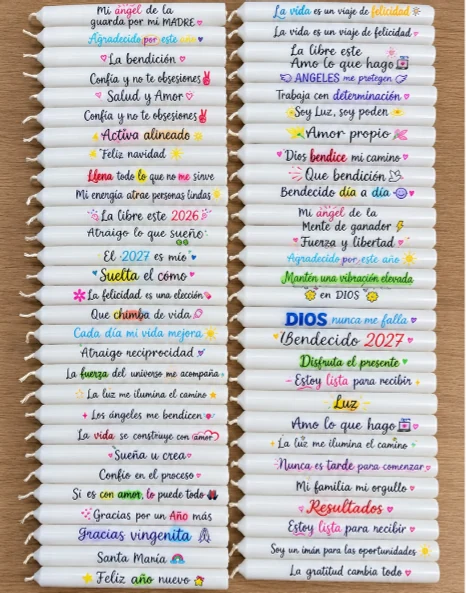 Mi ángel de la
guarda por mi MADRE
Agradecido por este año
La bendición
Confía y no te obsesiones
Salud y Amor
Confía y no te obsesiones
Activa alineado
Feliz navidad
Llena todo lo que no me sirve
Mi energía atrae personas lindas
La libre este 2026
Atraigo lo que sueño
El 2027 es mío
Suelta el cómo
La felicidad es una elección
Que chimba de vida
Cada día mi vida mejora
Atraigo reciprocidad
La fuerza del universo me acompaña
La luz me ilumina el camino
Los ángeles me bendicen
La vida se construye con amor
Sueña u crea
Confío en el proceso
Si es con amor, lo puede todo
Gracias por un Año más
Gracias vingenita
Santa María
Feliz año nuevo
La vida es un viaje de felicidad
La vida es un viaje de felicidad
La libre este
Amo lo que hago
ANGELES me protegen
Trabaja con determinación
Soy Luz, soy poden
Amor propio
Dios bendice mi camino
Que bendición
Bendecido día a día
Mi ángel de la
Mente de ganador
Fuerza y libertad
Agradecido por este año
Mantén una vibración elevada
en DIOS
DIOS nunca me falla
Bendecido 2027
Disfruta el presente
Estoy lista para recibir
Luz
Amo lo que hago
La luz me ilumina el camino
Nunca es tarde para comenzar
Mi familia mi orgullo
Resultados
Estoy lista para recibir
Soy un imán para las oportunidades
La gratitud cambia todo